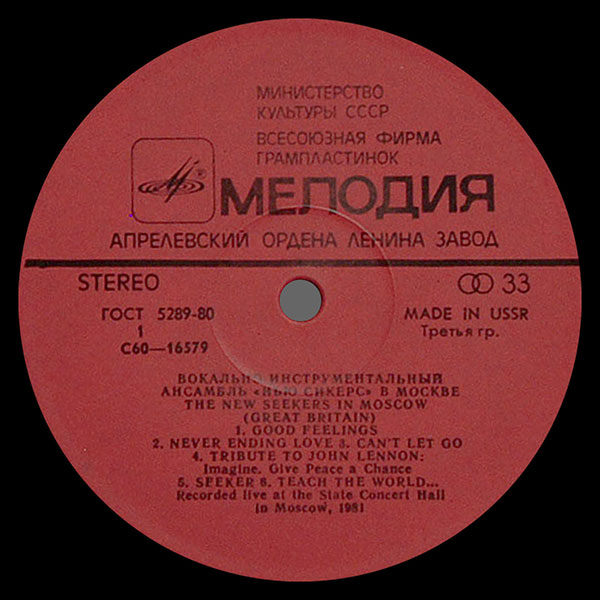 МИНИСТЕРСТВО
КУЛЬТУРЫ СССР
ВСЕСОЮЗНАЯ ФИРМА
ГРАМПЛАСТИНОК
МЕЛОДИЯ
АПРЕЛЕВСКИЙ ОРДЕНА ЛЕНИНА ЗАВОД
STEREO 33
ГОСТ 5289-80 MADE IN USSR
1 Третья гр.
С60—16579
ВОКАЛЬНО-ИНСТРУМЕНТАЛЬНЫЙ
АНСАМБЛЬ «НЬЮ СИКЕРС» В МОСКВЕ
THE NEW SEEKERS IN MOSCOW
(GREAT BRITAIN)
1. GOOD FEELINGS
2. NEVER ENDING LOVE 3. CAN'T LET GO
4. TRIBUTE TO JOHN LENNON:
Imagine. Give Peace a Chance
5. SEEKER 6. TEACH THE WORLD...
Recorded live at the State Concert Hall
in Moscow, 1981